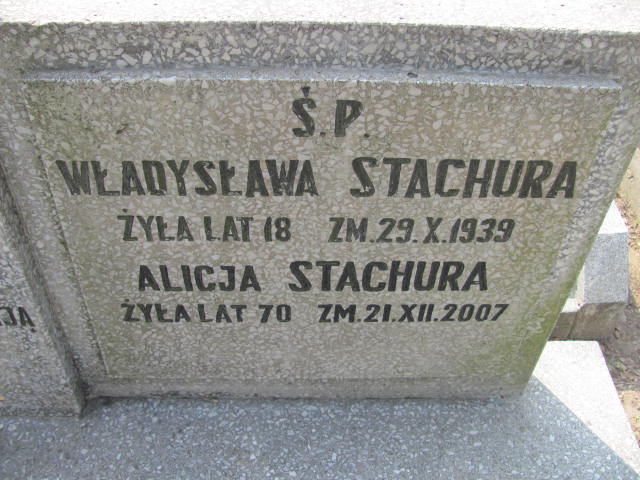 Ś.P.
WŁADYSŁAWA STACHURA
ŻYŁA LAT 18 ZM.29.X.1939
ALICJA STACHURA
ŻYŁA LAT 70 ZM.21.XII.2007